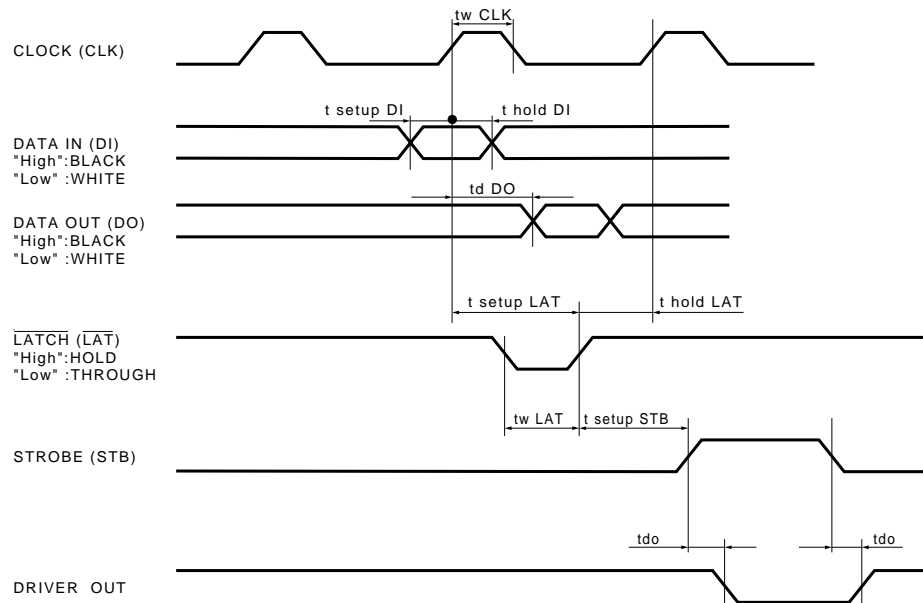 tw CLK
CLOCK (CLK)
t setup DI
t hold DI
DATA IN (DI)
"High":BLACK
"Low" :WHITE
td DO
DATA OUT (DO)
"High":BLACK
"Low" :WHITE
t setup LAT
t hold LAT
LATCH (LAT)
"High":HOLD
"Low" :THROUGH
tw LAT
t setup STB
STROBE (STB)
tdo
tdo
DRIVER OUT